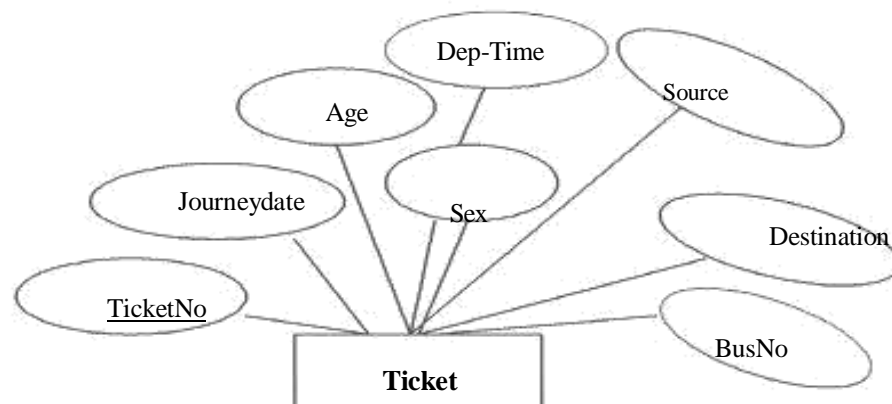 Dep-Time
Source
Age
Journeydate
Sex
Destination
TicketNo
BusNo
Ticket